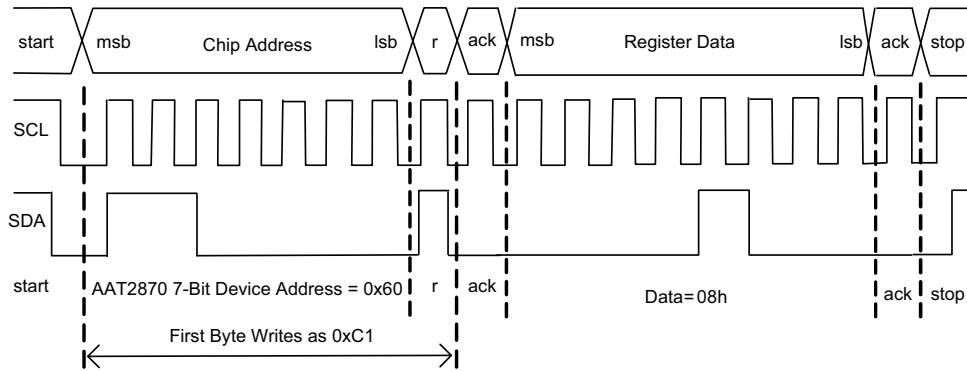 start msb Chip Address lsb r ack msb Register Data lsb ack stop
SCL
SDA
start AAT2870 7-Bit Device Address = 0x60 r ack Data=08h ack stop
First Byte Writes as 0xC1